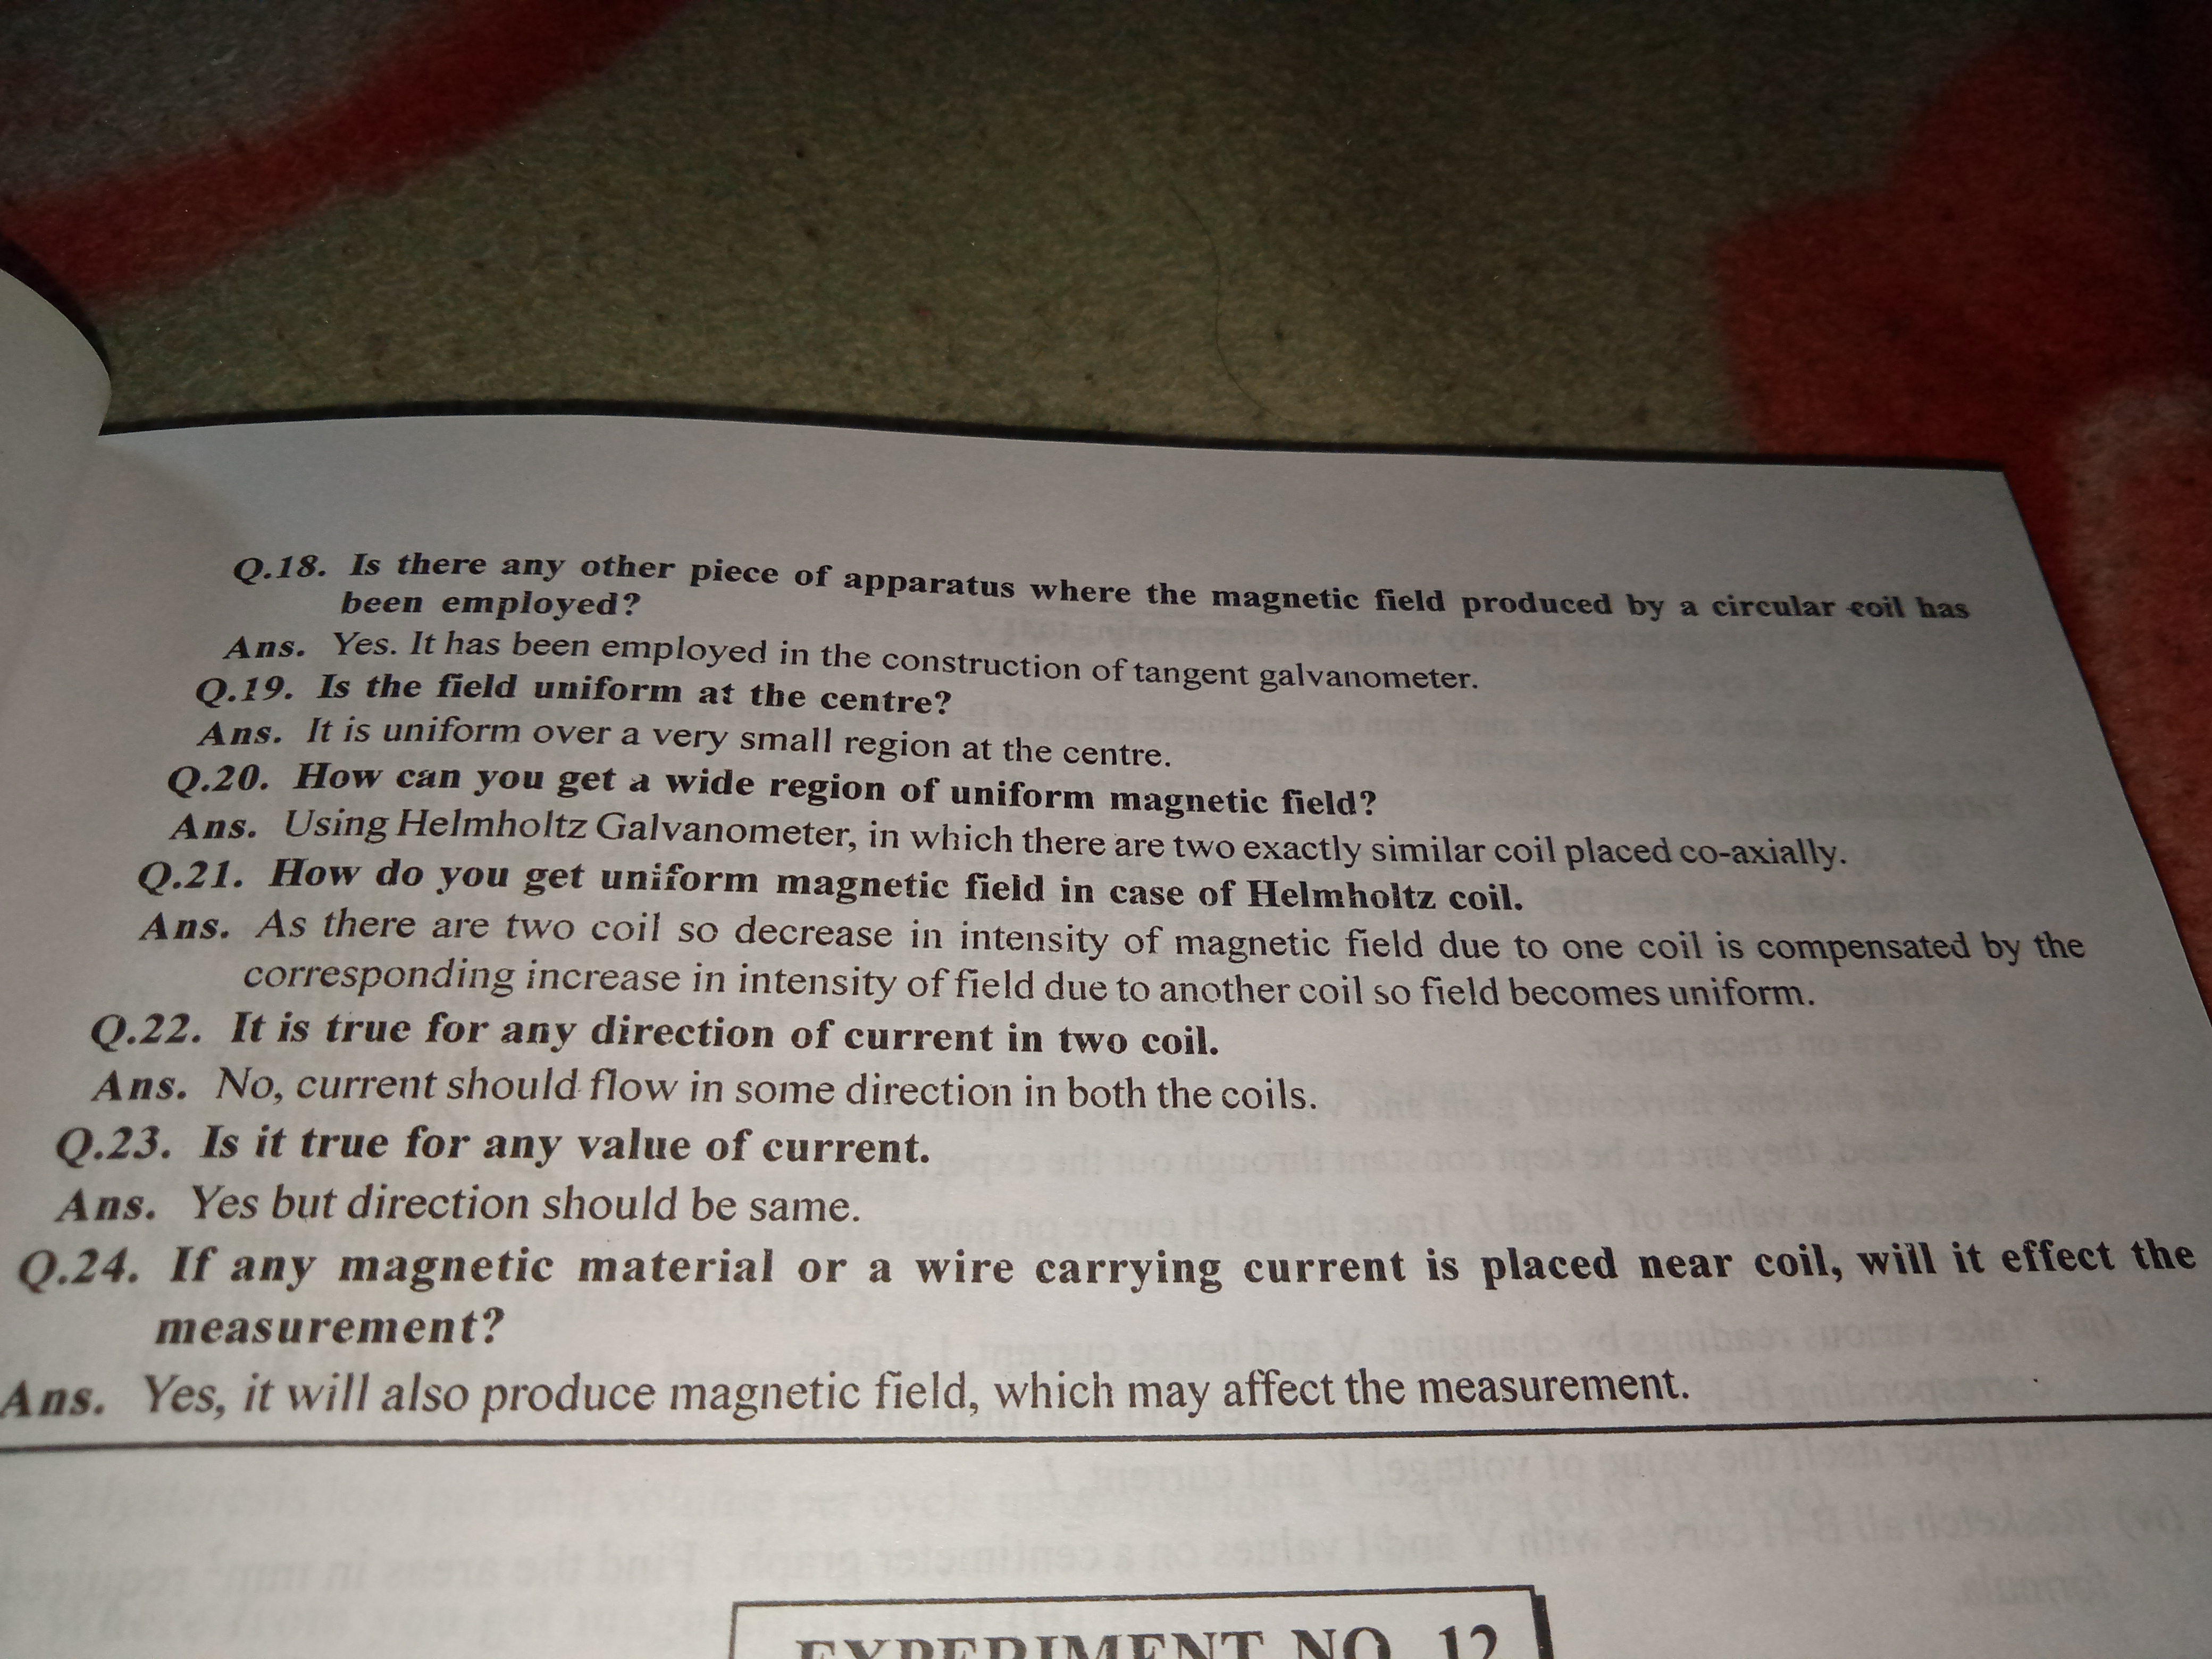 Q.18. Is there any other piece of apparatus where the magnetic field produced by a circular coil has
been employed?
Ans. Yes. It has been employed in the construction of tangent galvanometer.
Q.19. Is the field uniform at the centre?
Ans. It is uniform over a very small region at the centre.
Q.20. How can you get a wide region of uniform magnetic field?
Ans. Using Helmholtz Galvanometer, in which there are two exactly similar coil placed co-axially.
Q.21. How do you get uniform magnetic field in case of Helmholtz coil.
Ans. As there are two coil so decrease in intensity of magnetic field due to one coil is compensated by the
corresponding increase in intensity of field due to another coil so field becomes uniform.
Q.22. It is true for any direction of current in two coil.
Ans. No, current should flow in some direction in both the coils.
Q.23. Is it true for any value of current.
Ans. Yes but direction should be same.
Q.24. If any magnetic material or a wire carrying current is placed near coil, will it effect the
measurement?
Ans. Yes, it will also produce magnetic field, which may affect the measurement.
EXPERIMENT NO. 12